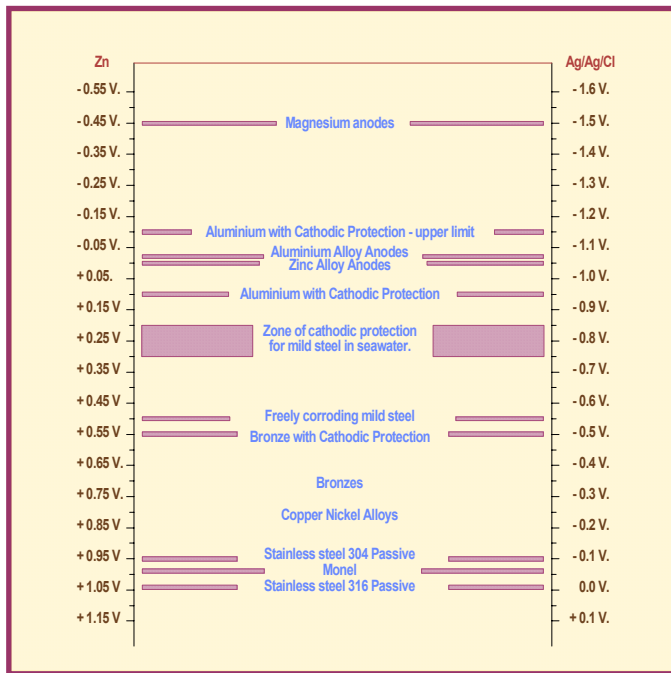 Zn Ag/Ag/Cl
- 0.55 V. - 1.6 V.
- 0.45 V. Magnesium anodes - 1.5 V.
- 0.35 V. - 1.4 V.
- 0.25 V. - 1.3 V.
- 0.15 V. - 1.2 V.
Aluminium with Cathodic Protection - upper limit
- 0.05 V. - 1.1 V.
Aluminium Alloy Anodes
Zinc Alloy Anodes
+ 0.05. - 1.0 V.
Aluminium with Cathodic Protection
+ 0.15 V - 0.9 V.
Zone of cathodic protection
+ 0.25 V for mild steel in seawater. - 0.8 V.
+ 0.35 V - 0.7 V.
+ 0.45 V - 0.6 V.
Freely corroding mild steel
+ 0.55 V. Bronze with Cathodic Protection - 0.5 V.
+ 0.65 V. - 0.4 V.
Bronzes
+ 0.75 V. - 0.3 V.
Copper Nickel Alloys
+ 0.85 V - 0.2 V.
Stainless steel 304 Passive
+ 0.95 V - 0.1 V.
Monel
Stainless steel 316 Passive
+ 1.05 V 0.0 V.
+ 1.15 V + 0.1 V.